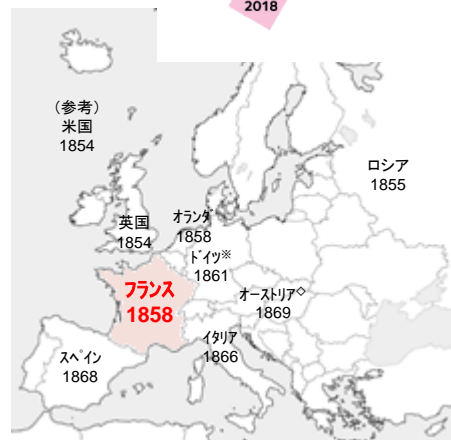 2018
(参考)
米国
1854
ロシア
1855
英国
1854
オランダ
1858
ドイツ※
1861
フランス
1858
オーストリア◇
1869
イタリア
1866
スペイン
1868